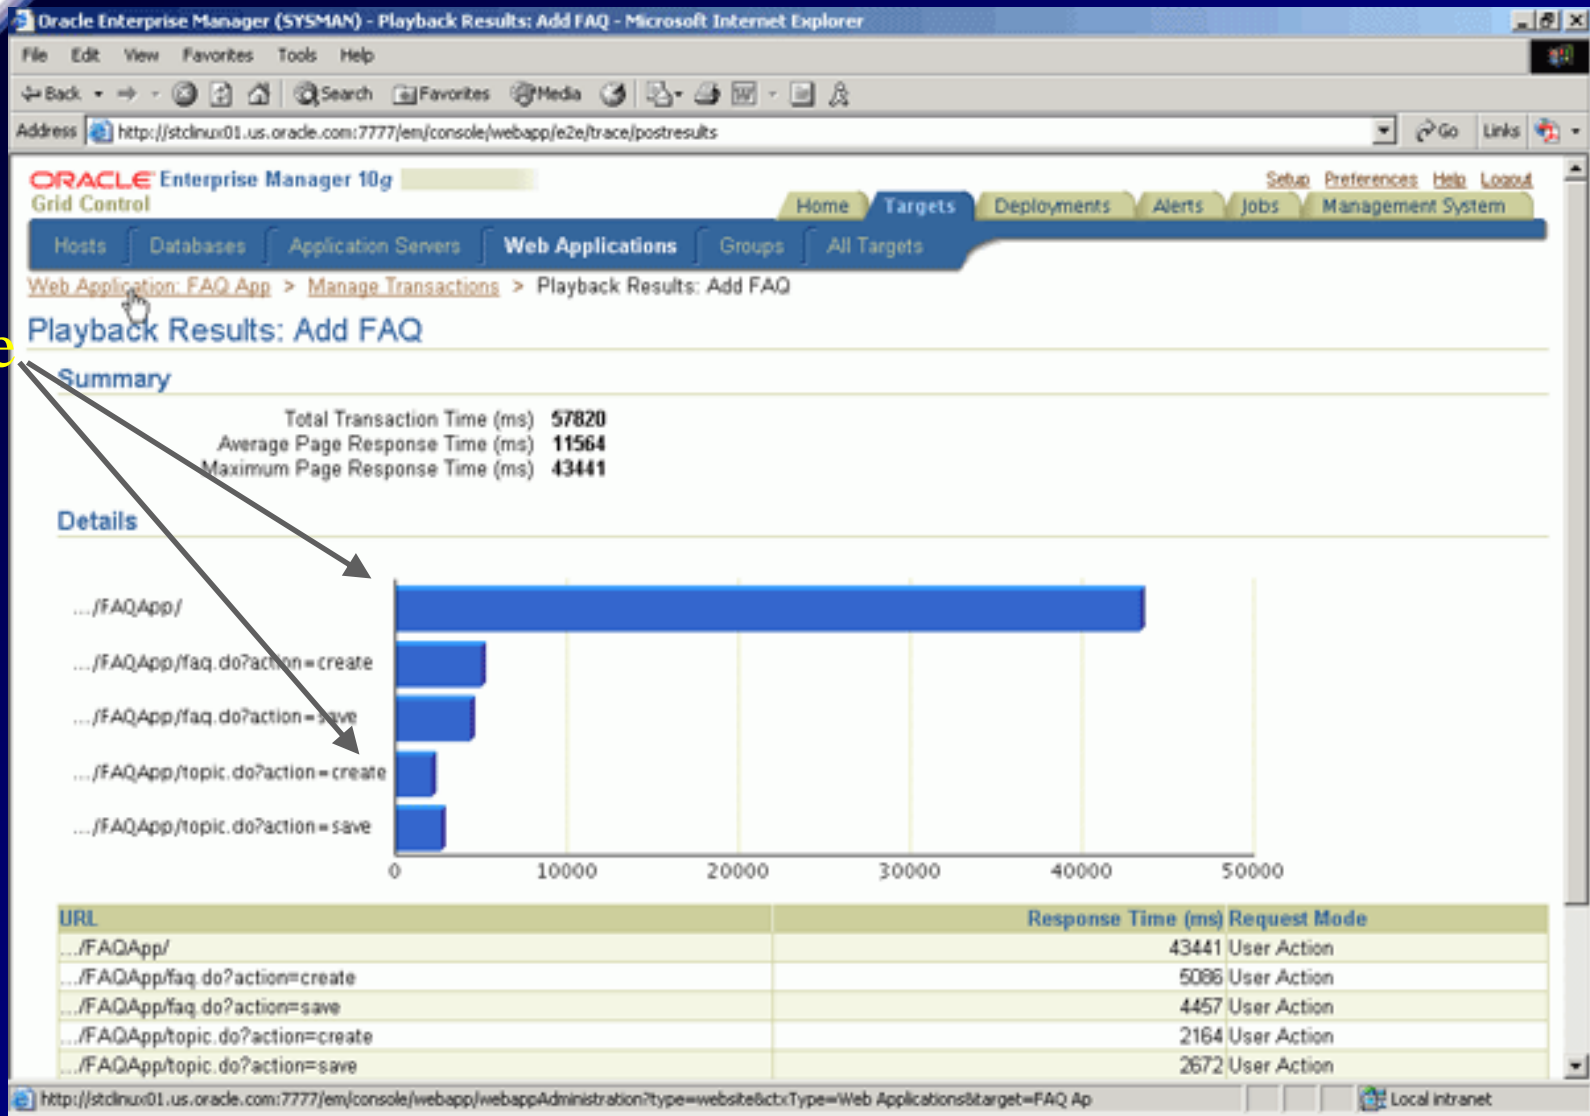 Oracle Enterprise Manager (SYSMAN) - Playback Results: Add FAQ - Microsoft Internet Explorer
File Edit View Favorites Tools Help
Back Search Favorites Media
Address http://stclinux01.us.oracle.com:7777/em/console/webapp/e2e/trace/postresults Go Links
ORACLE Enterprise Manager 10g
Grid Control
Setup Preferences Help Logout
Home Targets Deployments Alerts Jobs Management System
Hosts Databases Application Servers Web Applications Groups All Targets
Web Application: FAQ App > Manage Transactions > Playback Results: Add FAQ
Playback Results: Add FAQ
e
Summary
Total Transaction Time (ms) 57820
Average Page Response Time (ms) 11564
Maximum Page Response Time (ms) 43441
Details
.../FAQApp/
.../FAQApp/faq.do?action=create
.../FAQApp/faq.do?action=save
.../FAQApp/topic.do?action=create
.../FAQApp/topic.do?action=save
0 10000 20000 30000 40000 50000
URL Response Time (ms) Request Mode
.../FAQApp/ 43441 User Action
.../FAQApp/faq.do?action=create 5086 User Action
.../FAQApp/faq.do?action=save 4457 User Action
.../FAQApp/topic.do?action=create 2164 User Action
.../FAQApp/topic.do?action=save 2672 User Action
http://stclinux01.us.oracle.com:7777/em/console/webapp/webappAdministration?type=website&ctxType=Web Applications&target=FAQ Ap Local intranet